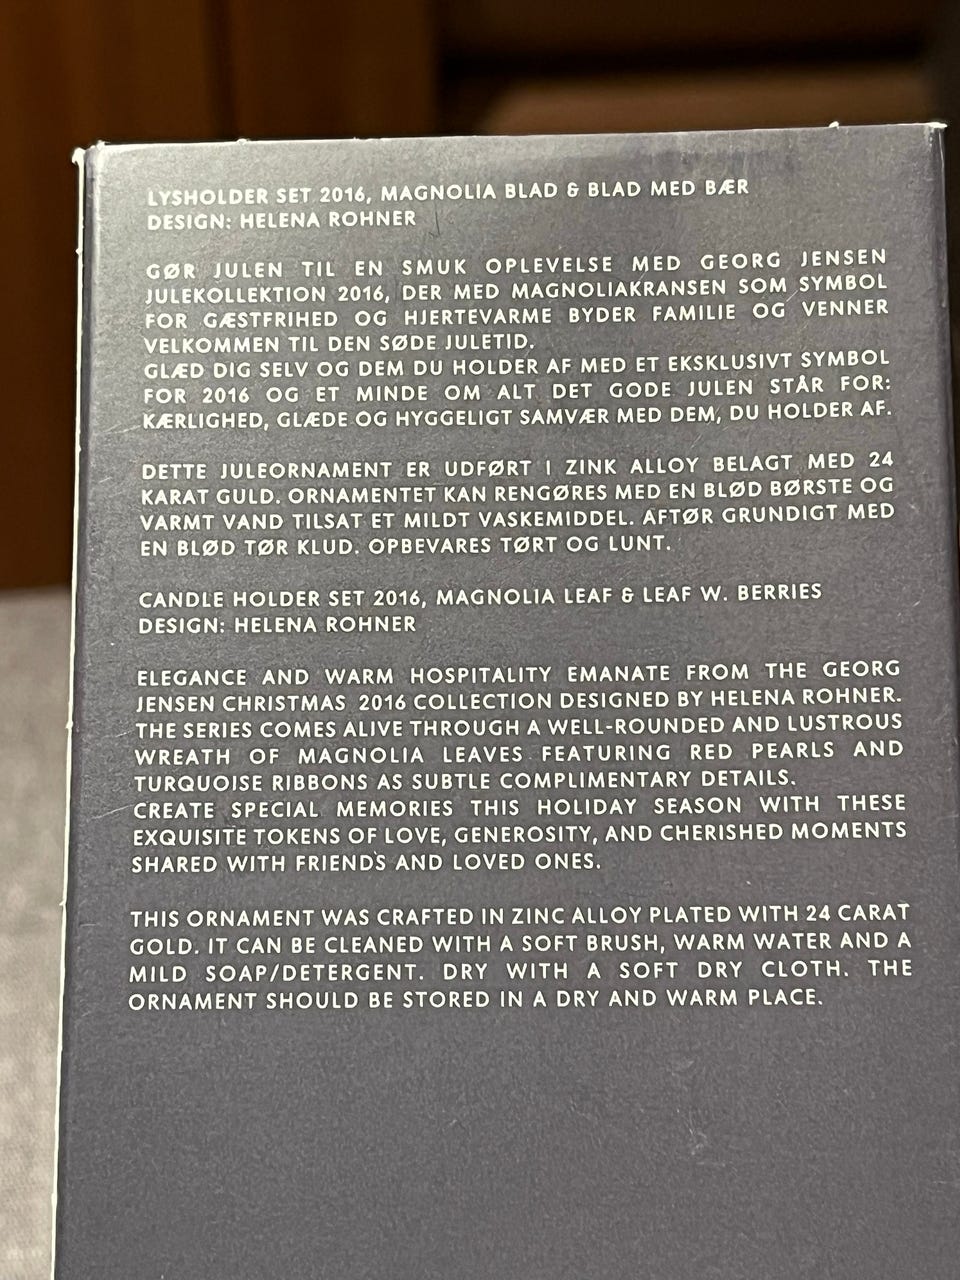 LYSHOLDER SET 2016, MAGNOLIA BLAD & BLAD MED BÆR
DESIGN: HELENA ROHNER
GØR JULEN TIL EN SMUK OPLEVELSE MED GEORG JENSEN
JULEKOLLEKTION 2016, DER MED MAGNOLIAKRANSEN SOM SYMBOL
FOR GÆSTFRIHED OG HJERTEVARME BYDER FAMILIE OG VENNER
VELKOMMEN TIL DEN SØDE JULETID.
GLÆD DIG SELV OG DEM DU HOLDER AF MED ET EKSKLUSIVT SYMBOL
FOR 2016 OG ET MINDE OM ALT DET GODE JULEN STÅR FOR:
KÆRLIGHED, GLÆDE OG HYGGELIGT SAMVÆR MED DEM, DU HOLDER AF.
DETTE JULEORNAMENT ER UDFØRT I ZINK ALLOY BELAGT MED 24
KARAT GULD. ORNAMENTET KAN RENGØRES MED EN BLØD BØRSTE OG
VARMT VAND TILSAT ET MILDT VASKEMIDDEL. AFTØR GRUNDIGT MED
EN BLØD TØR KLUD. OPBEVARES TØRT OG LUNT.
CANDLE HOLDER SET 2016, MAGNOLIA LEAF & LEAF W. BERRIES
DESIGN: HELENA ROHNER
ELEGANCE AND WARM HOSPITALITY EMANATE FROM THE GEORG
JENSEN CHRISTMAS 2016 COLLECTION DESIGNED BY HELENA ROHNER.
THE SERIES COMES ALIVE THROUGH A WELL-ROUNDED AND LUSTROUS
WREATH OF MAGNOLIA LEAVES FEATURING RED PEARLS AND
TURQUOISE RIBBONS AS SUBTLE COMPLIMENTARY DETAILS.
CREATE SPECIAL MEMORIES THIS HOLIDAY SEASON WITH THESE
EXQUISITE TOKENS OF LOVE, GENEROSITY, AND CHERISHED MOMENTS
SHARED WITH FRIENDS AND LOVED ONES.
THIS ORNAMENT WAS CRAFTED IN ZINC ALLOY PLATED WITH 24 CARAT
GOLD. IT CAN BE CLEANED WITH A SOFT BRUSH, WARM WATER AND A
MILD SOAP/DETERGENT. DRY WITH A SOFT DRY CLOTH. THE
ORNAMENT SHOULD BE STORED IN A DRY AND WARM PLACE.